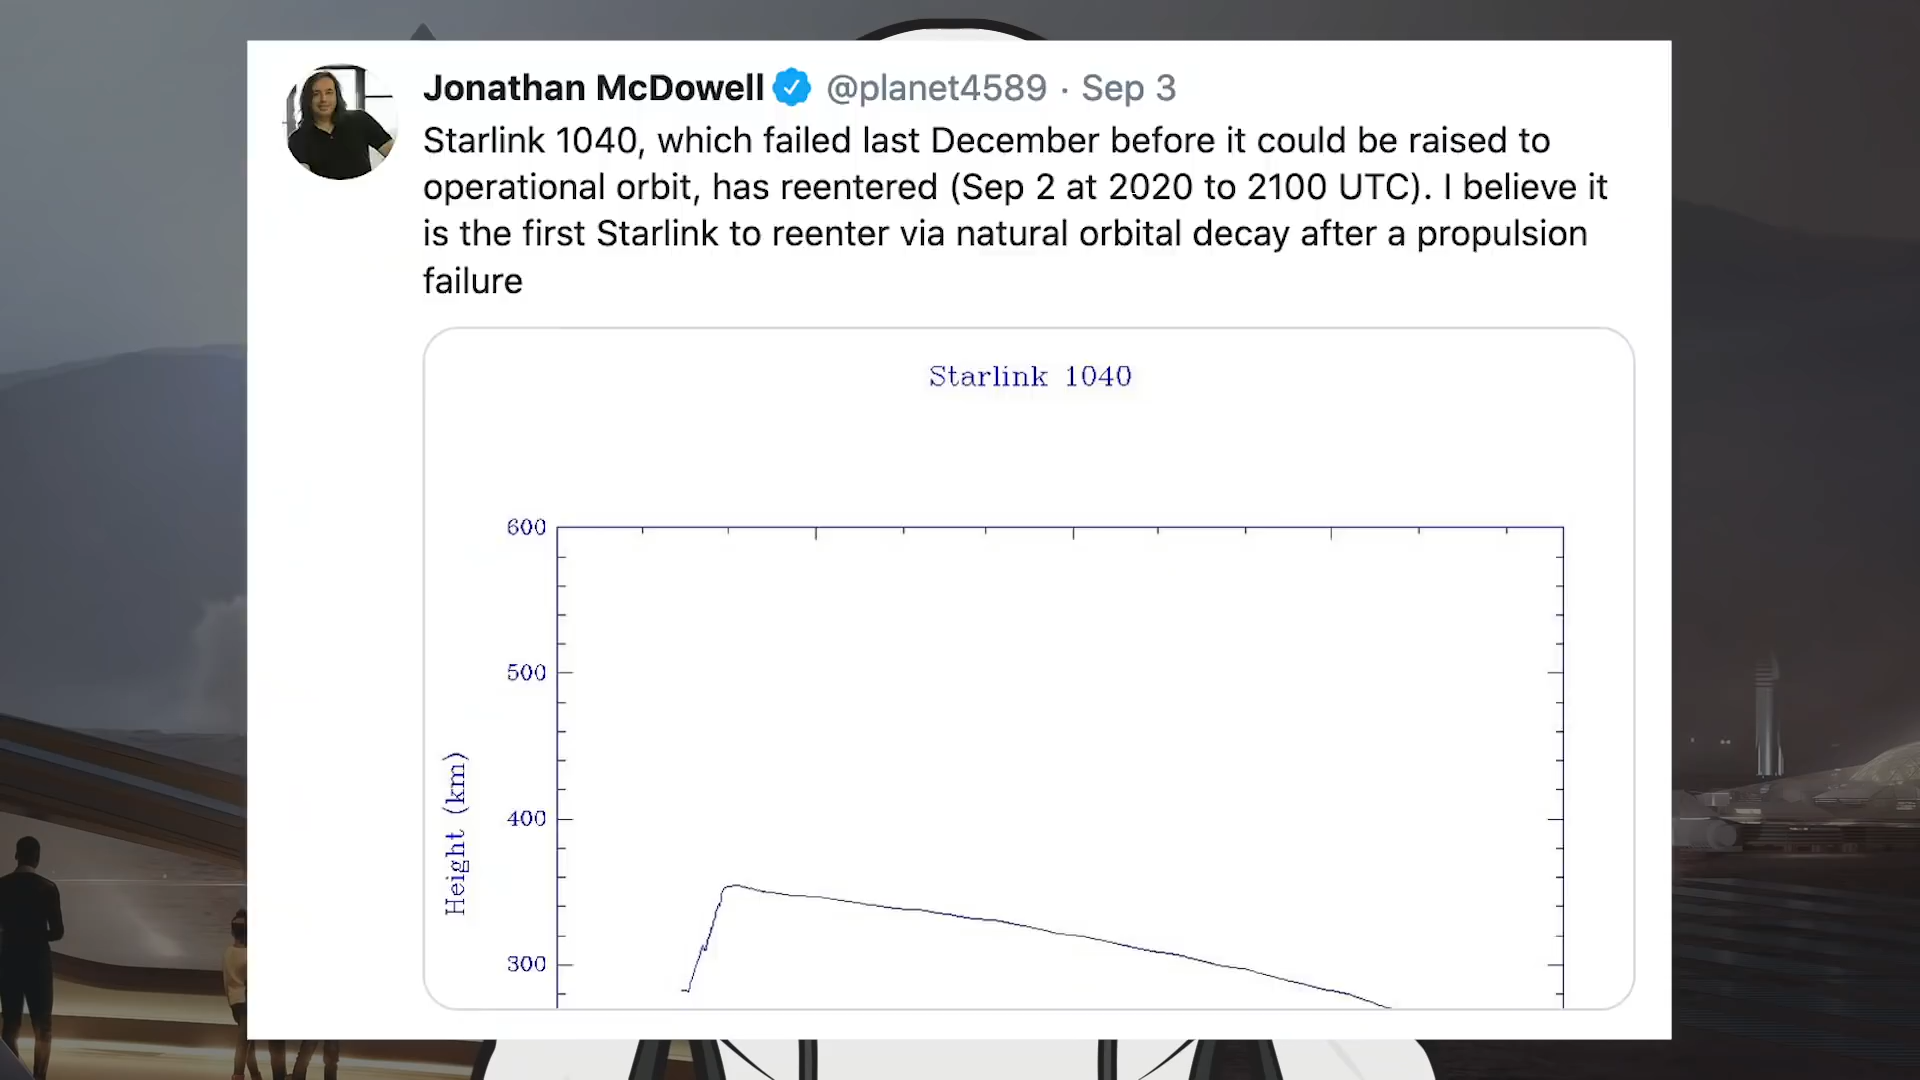 Jonathan McDowell @planet4589 · Sep 3
Starlink 1040, which failed last December before it could be raised to
operational orbit, has reentered (Sep 2 at 2020 to 2100 UTC). I believe it
is the first Starlink to reenter via natural orbital decay after a propulsion
failure
Starlink 1040
600
500
400
300
Height (km)